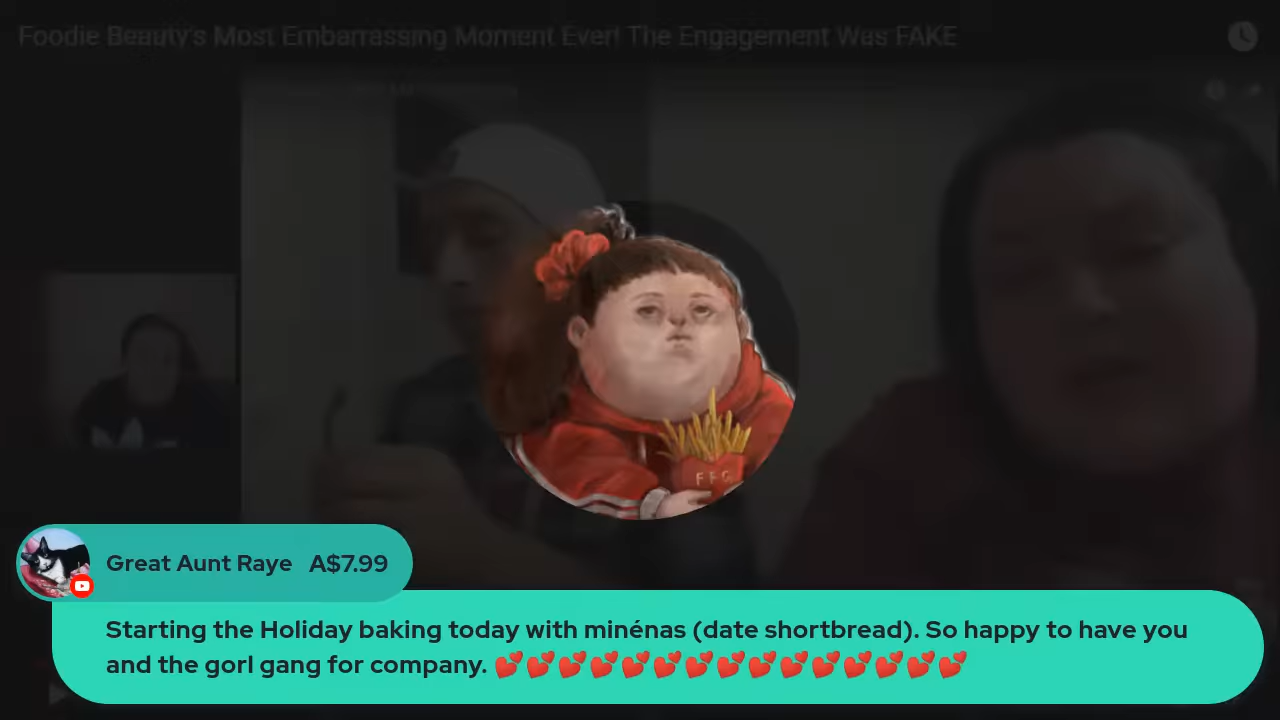 Foodie Beauty's Most Embarrassing Moment Ever! The Engagement Was FAKE
FFG
Great Aunt Raye A$7.99
Starting the Holiday baking today with minénas (date shortbread). So happy to have you
and the gorl gang for company. 💕💕💕💕💕💕💕💕💕💕💕💕💕💕💕